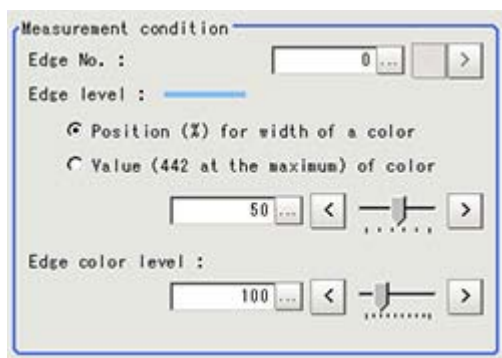 Measurement condition
Edge No. :
0 ... >
Edge level :
Position (%) for width of a color
Value (442 at the maximum) of color
50 ... < >
Edge color level :
100 ... < >